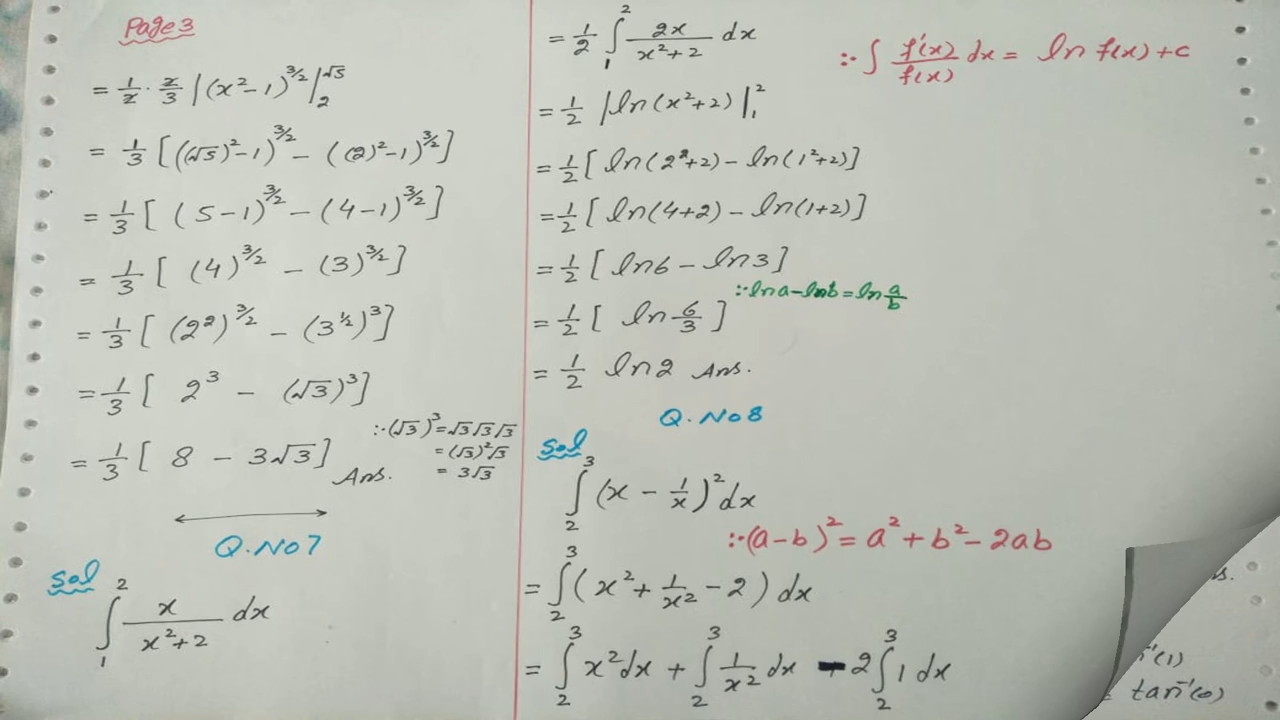 Page 3
= 1/2 · 2/3 |(x²-1)^3/2|_2^√5
= 1/3 [((√5)²-1)^3/2 - ((2)²-1)^3/2]
= 1/3 [(5-1)^3/2 - (4-1)^3/2]
= 1/3 [(4)^3/2 - (3)^3/2]
= 1/3 [(2²)^3/2 - (3^1/2)^3]
= 1/3 [2³ - (√3)³]
= 1/3 [8 - 3√3] Ans.
∵ (√3)³ = √3 √3 √3
= (√3)² √3
= 3√3
Q. No 7
Sol
∫_1^2 x/(x²+2) dx
= 1/2 ∫_1^2 2x/(x²+2) dx
∵ ∫ f'(x)/f(x) dx = ln f(x) + c
= 1/2 |ln(x²+2)|_1^2
= 1/2 [ln(2²+2) - ln(1²+2)]
= 1/2 [ln(4+2) - ln(1+2)]
= 1/2 [ln6 - ln3]
∵ ln a - ln b = ln a/b
= 1/2 [ln 6/3]
= 1/2 ln2 Ans.
Q. No 8
Sol
∫_2^3 (x - 1/x)² dx
∵ (a-b)² = a² + b² - 2ab
= ∫_2^3 (x² + 1/x² - 2) dx
= ∫_2^3 x² dx + ∫_2^3 1/x² dx - 2 ∫_2^3 1 dx
(1)
= tan⁻¹(0)